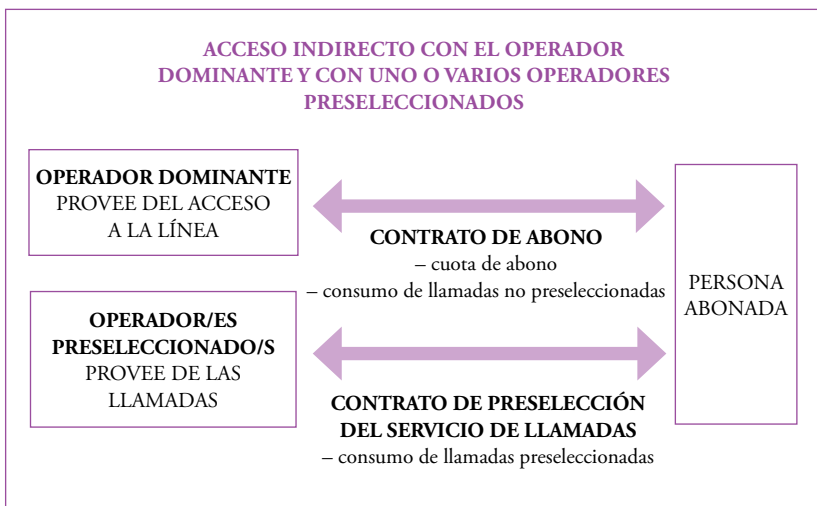 ACCESO INDIRECTO CON EL OPERADOR
DOMINANTE Y CON UNO O VARIOS OPERADORES
PRESELECCIONADOS
OPERADOR DOMINANTE
PROVEE DEL ACCESO
A LA LÍNEA
CONTRATO DE ABONO
– cuota de abono
– consumo de llamadas no preseleccionadas
OPERADOR/ES
PRESELECCIONADO/S
PROVEE DE LAS
LLAMADAS
CONTRATO DE PRESELECCIÓN
DEL SERVICIO DE LLAMADAS
– consumo de llamadas preseleccionadas
PERSONA
ABONADA